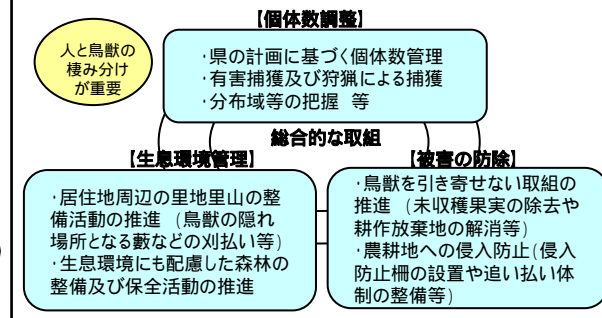 【個体数調整】
人と鳥獣の
棲み分け
が重要
・県の計画に基づく個体数管理
・有害捕獲及び狩猟による捕獲
・分布域等の把握 等
総合的な取組
【生息環境管理】
【被害の防除】
・居住地周辺の里地里山の整
備活動の推進 (鳥獣の隠れ
場所となる藪などの刈払い等)
・生息環境にも配慮した森林の
整備及び保全活動の推進
・鳥獣を引き寄せない取組の
推進 (未収穫果実の除去や
耕作放棄地の解消等)
・農耕地への侵入防止(侵入
防止柵の設置や追い払い体
制の整備等)